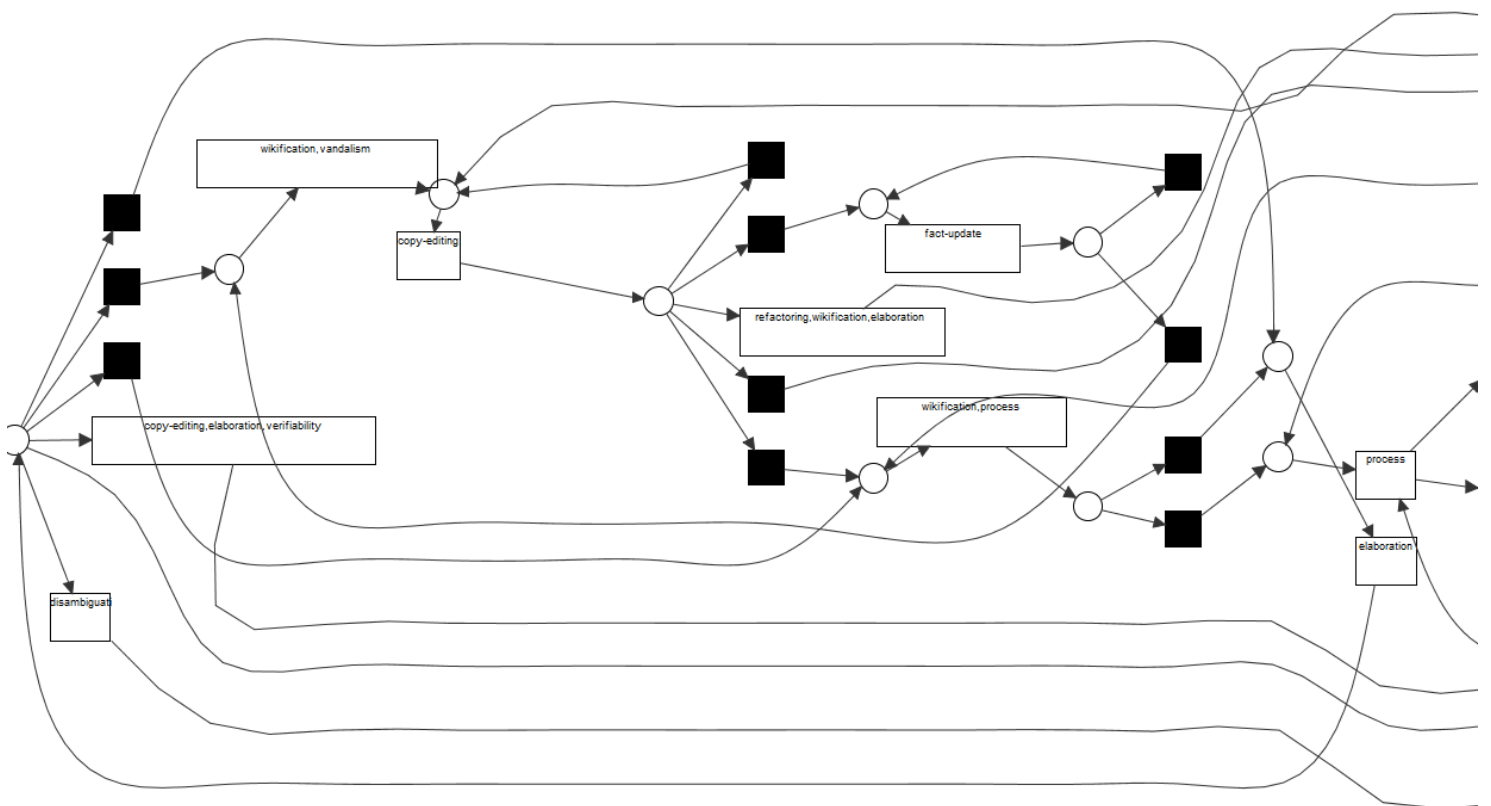 wikification,vandalism
copy-editing
fact-update
refactoring,wikification,elaboration
wikification,process
copy-editing,elaboration,verifiability
process
elaboration
disambiguati